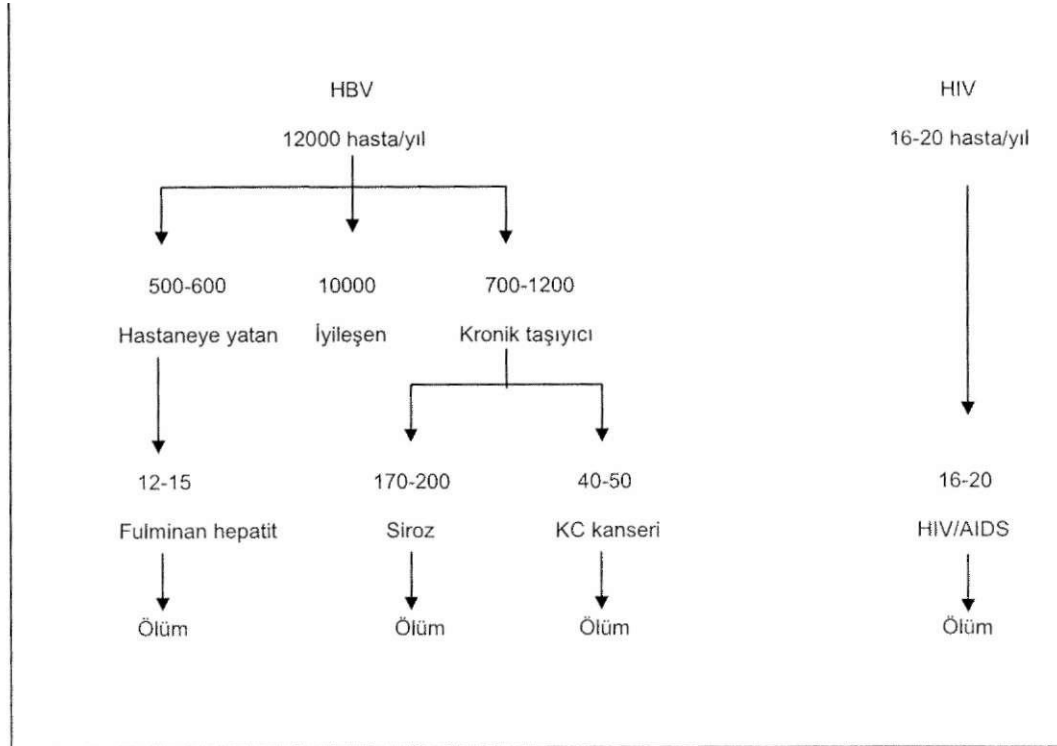 HBV
12000 hasta/yıl
500-600
Hastaneye yatan
10000
İyileşen
700-1200
Kronik taşıyıcı
12-15
Fulminan hepatit
Ölüm
170-200
Siroz
Ölüm
40-50
KC kanseri
Ölüm
HIV
16-20 hasta/yıl
16-20
HIV/AIDS
Ölüm